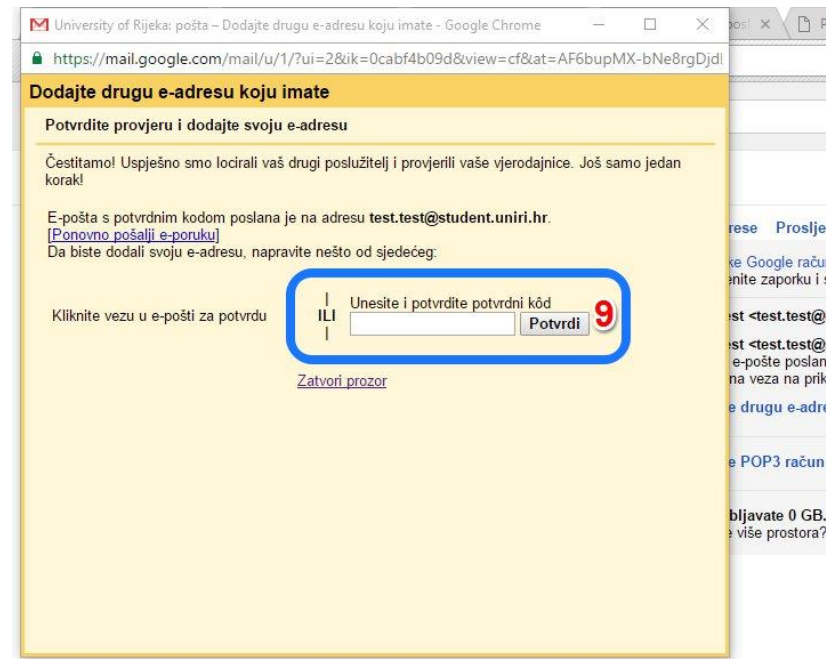 University of Rijeka: pošta – Dodajte drugu e-adresu koju imate - Google Chrome
https://mail.google.com/mail/u/1/?ui=2&ik=0cabf4b09d&view=cf&at=AF6bupMX-bNe8rgDjdl
Dodajte drugu e-adresu koju imate
Potvrdite provjeru i dodajte svoju e-adresu
Čestitamo! Uspješno smo locirali vaš drugi poslužitelj i provjerili vaše vjerodajnice. Još samo jedan
korak!
E-pošta s potvrdnim kodom poslana je na adresu test.test@student.uniri.hr.
[Ponovno pošalji e-poruku]
Da biste dodali svoju e-adresu, napravite nešto od sjedećeg:
Kliknite vezu u e-pošti za potvrdu
| ILI |
Unesite i potvrdite potvrdni kôd
Potvrdi 9
Zatvori prozor
rese Proslje
ke Google raču
enite zaporku i s
st <test.test@
st <test.test@
e-pošte poslan
na veza na prik
e drugu e-adre
e POP3 račun
bljavate 0 GB.
e više prostora?